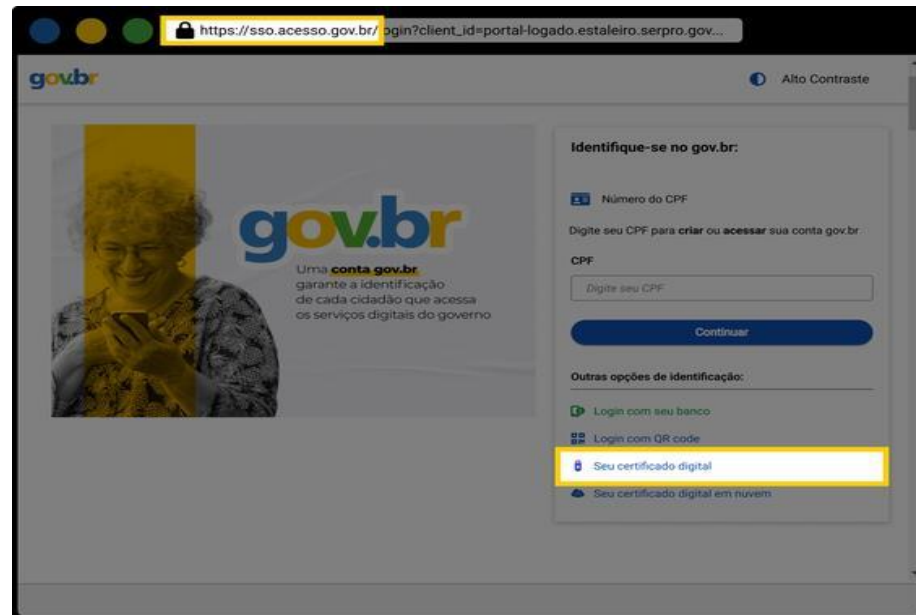 https://sso.acesso.gov.br/login?client_id=portal-logado.estaleiro.serpro.gov...
gov.br
Alto Contraste
gov.br
Uma conta gov.br
garante a identificação
de cada cidadão que acessa
os serviços digitais do governo
Identifique-se no gov.br:
Número do CPF
Digite seu CPF para criar ou acessar sua conta gov.br
CPF
Digite seu CPF
Continuar
Outras opções de identificação:
Login com seu banco
Login com QR code
Seu certificado digital
Seu certificado digital em nuvem